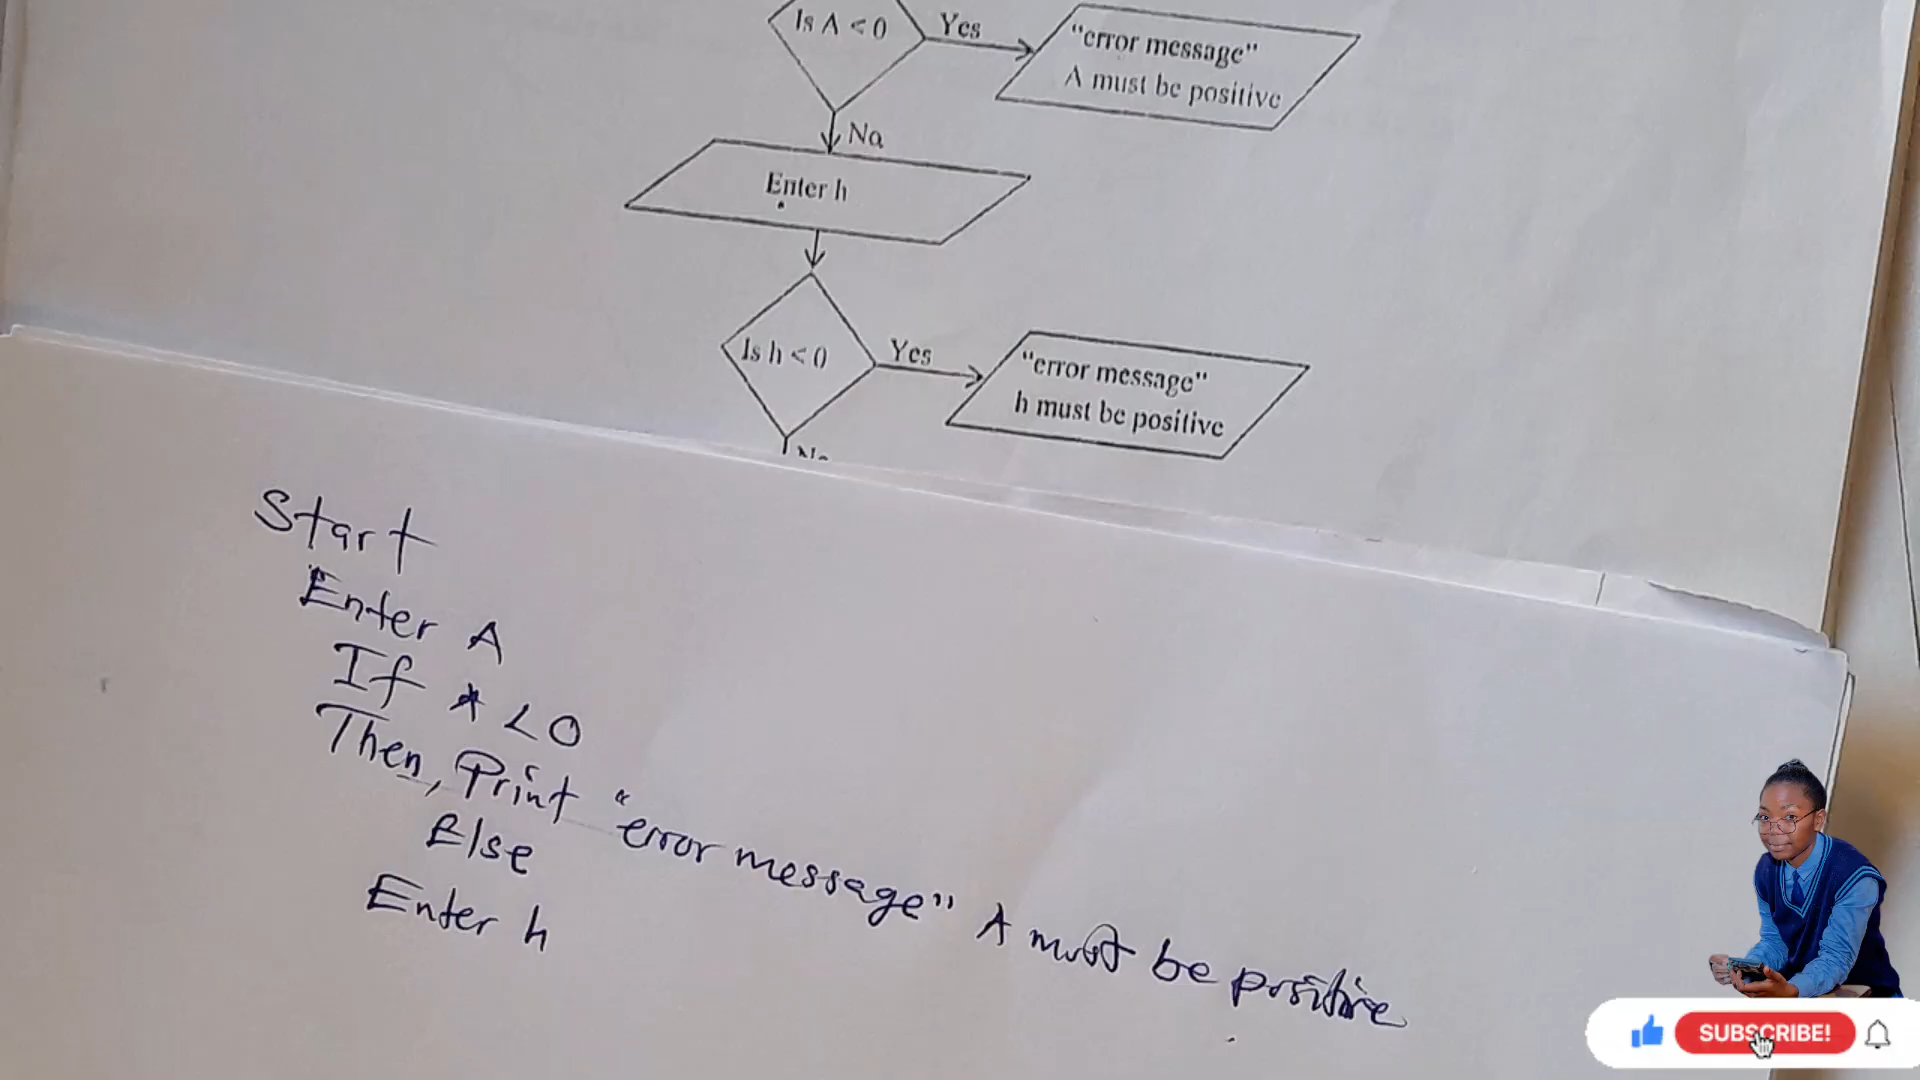 Is A < 0
Yes
"error message"
A must be positive
No
Enter h
Is h < 0
Yes
"error message"
h must be positive
No
Start
Enter A
If A < 0
Then, Print "error message" A must be positive
Else
Enter h
SUBSCRIBE!